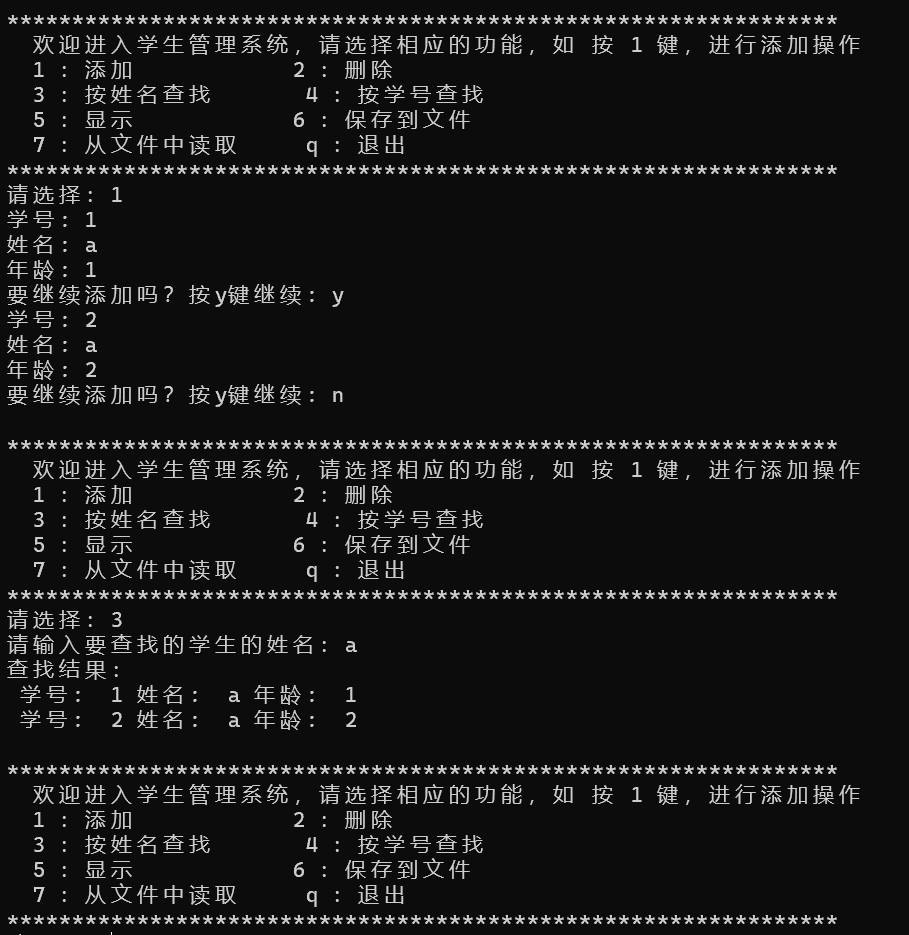 ****************************************************************
欢迎进入学生管理系统, 请选择相应的功能, 如 按 1 键, 进行添加操作
1 : 添加 2 : 删除
3 : 按姓名查找 4 : 按学号查找
5 : 显示 6 : 保存到文件
7 : 从文件中读取 q : 退出
****************************************************************
请选择: 1
学号: 1
姓名: a
年龄: 1
要继续添加吗? 按y键继续: y
学号: 2
姓名: a
年龄: 2
要继续添加吗? 按y键继续: n
****************************************************************
欢迎进入学生管理系统, 请选择相应的功能, 如 按 1 键, 进行添加操作
1 : 添加 2 : 删除
3 : 按姓名查找 4 : 按学号查找
5 : 显示 6 : 保存到文件
7 : 从文件中读取 q : 退出
****************************************************************
请选择: 3
请输入要查找的学生的姓名: a
查找结果:
学号: 1 姓名: a 年龄: 1
学号: 2 姓名: a 年龄: 2
****************************************************************
欢迎进入学生管理系统, 请选择相应的功能, 如 按 1 键, 进行添加操作
1 : 添加 2 : 删除
3 : 按姓名查找 4 : 按学号查找
5 : 显示 6 : 保存到文件
7 : 从文件中读取 q : 退出
****************************************************************